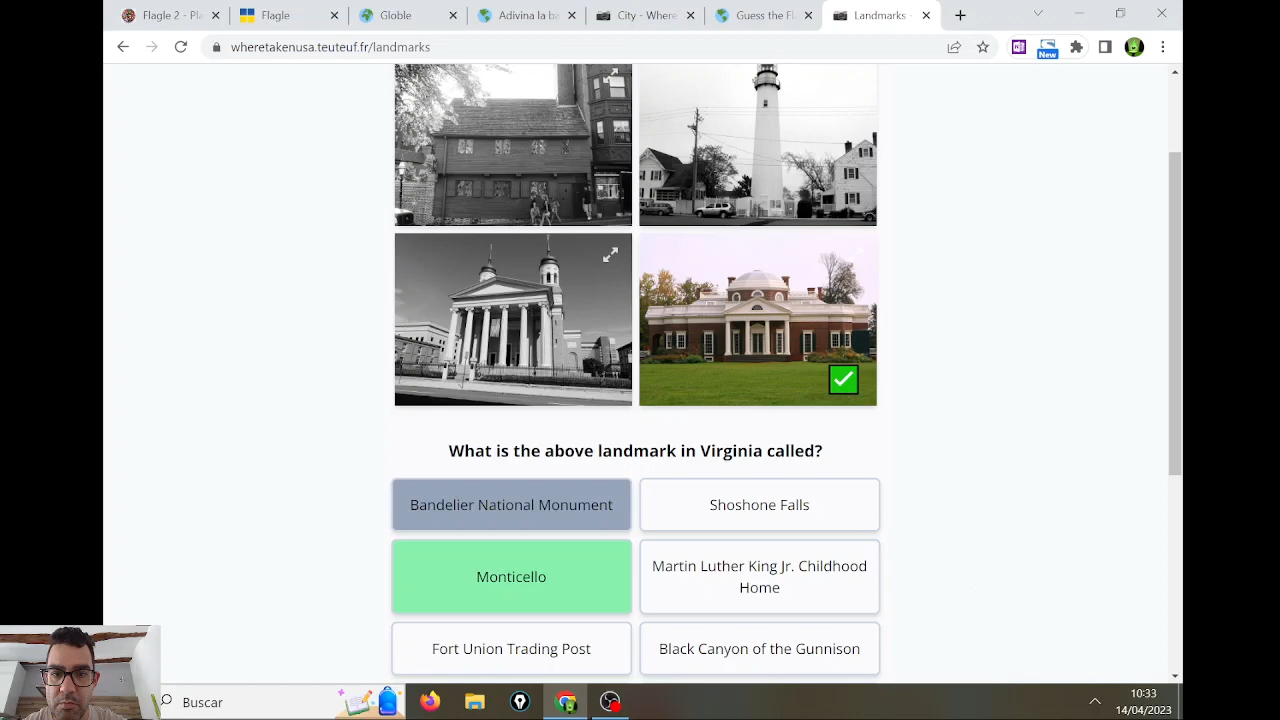 Flagle 2 - Pla
Flagle
Globle
Adivina la ba
City - Where
Guess the Fl
Landmarks -
wheretakenusa.teuteuf.fr/landmarks
New
What is the above landmark in Virginia called?
Bandelier National Monument
Shoshone Falls
Monticello
Martin Luther King Jr. Childhood
Home
Fort Union Trading Post
Black Canyon of the Gunnison
Buscar
10:33
14/04/2023